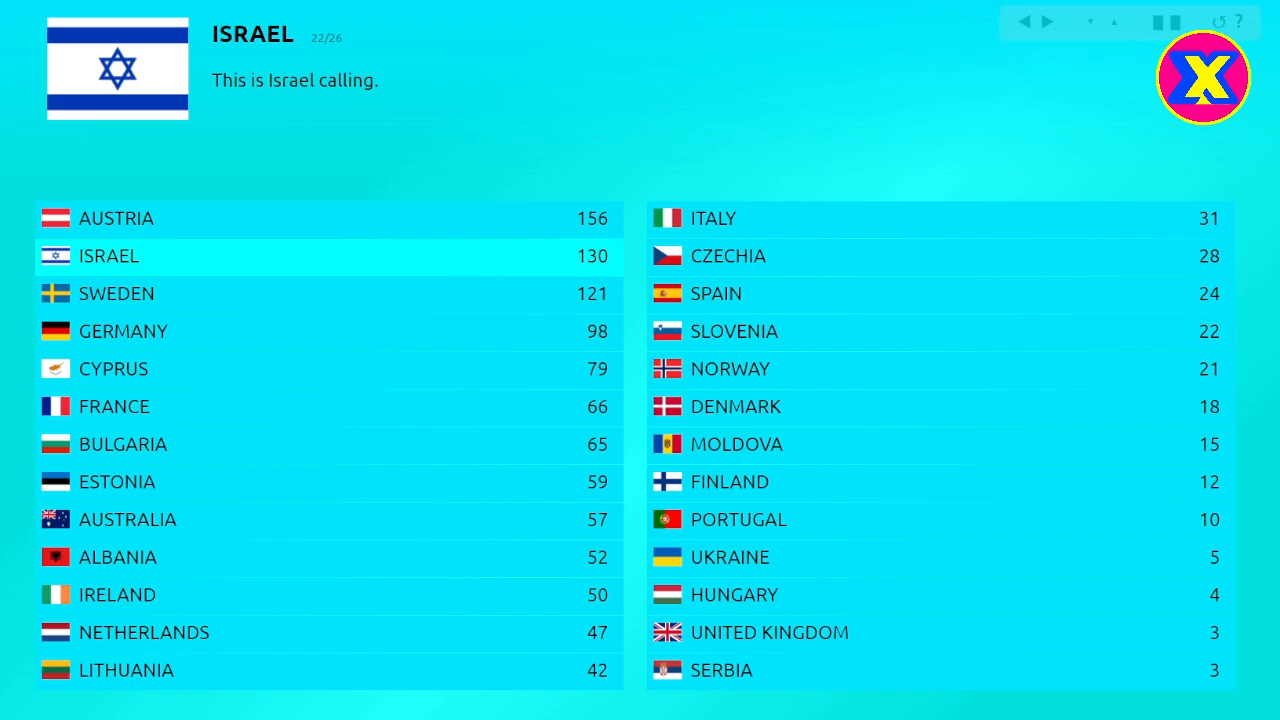 ISRAEL 22/26
This is Israel calling.
?
X
AUSTRIA 156
ISRAEL 130
SWEDEN 121
GERMANY 98
CYPRUS 79
FRANCE 66
BULGARIA 65
ESTONIA 59
AUSTRALIA 57
ALBANIA 52
IRELAND 50
NETHERLANDS 47
LITHUANIA 42
ITALY 31
CZECHIA 28
SPAIN 24
SLOVENIA 22
NORWAY 21
DENMARK 18
MOLDOVA 15
FINLAND 12
PORTUGAL 10
UKRAINE 5
HUNGARY 4
UNITED KINGDOM 3
SERBIA 3